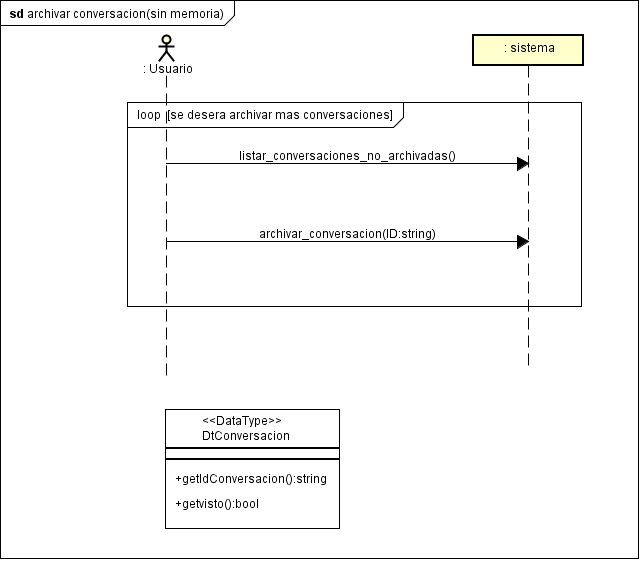 sd archivar conversacion(sin memoria)
: Usuario
: sistema
loop [se desera archivar mas conversaciones]
listar_conversaciones_no_archivadas()
archivar_conversacion(ID:string)
<<DataType>>
DtConversacion
+getIdConversacion():string
+getvisto():bool